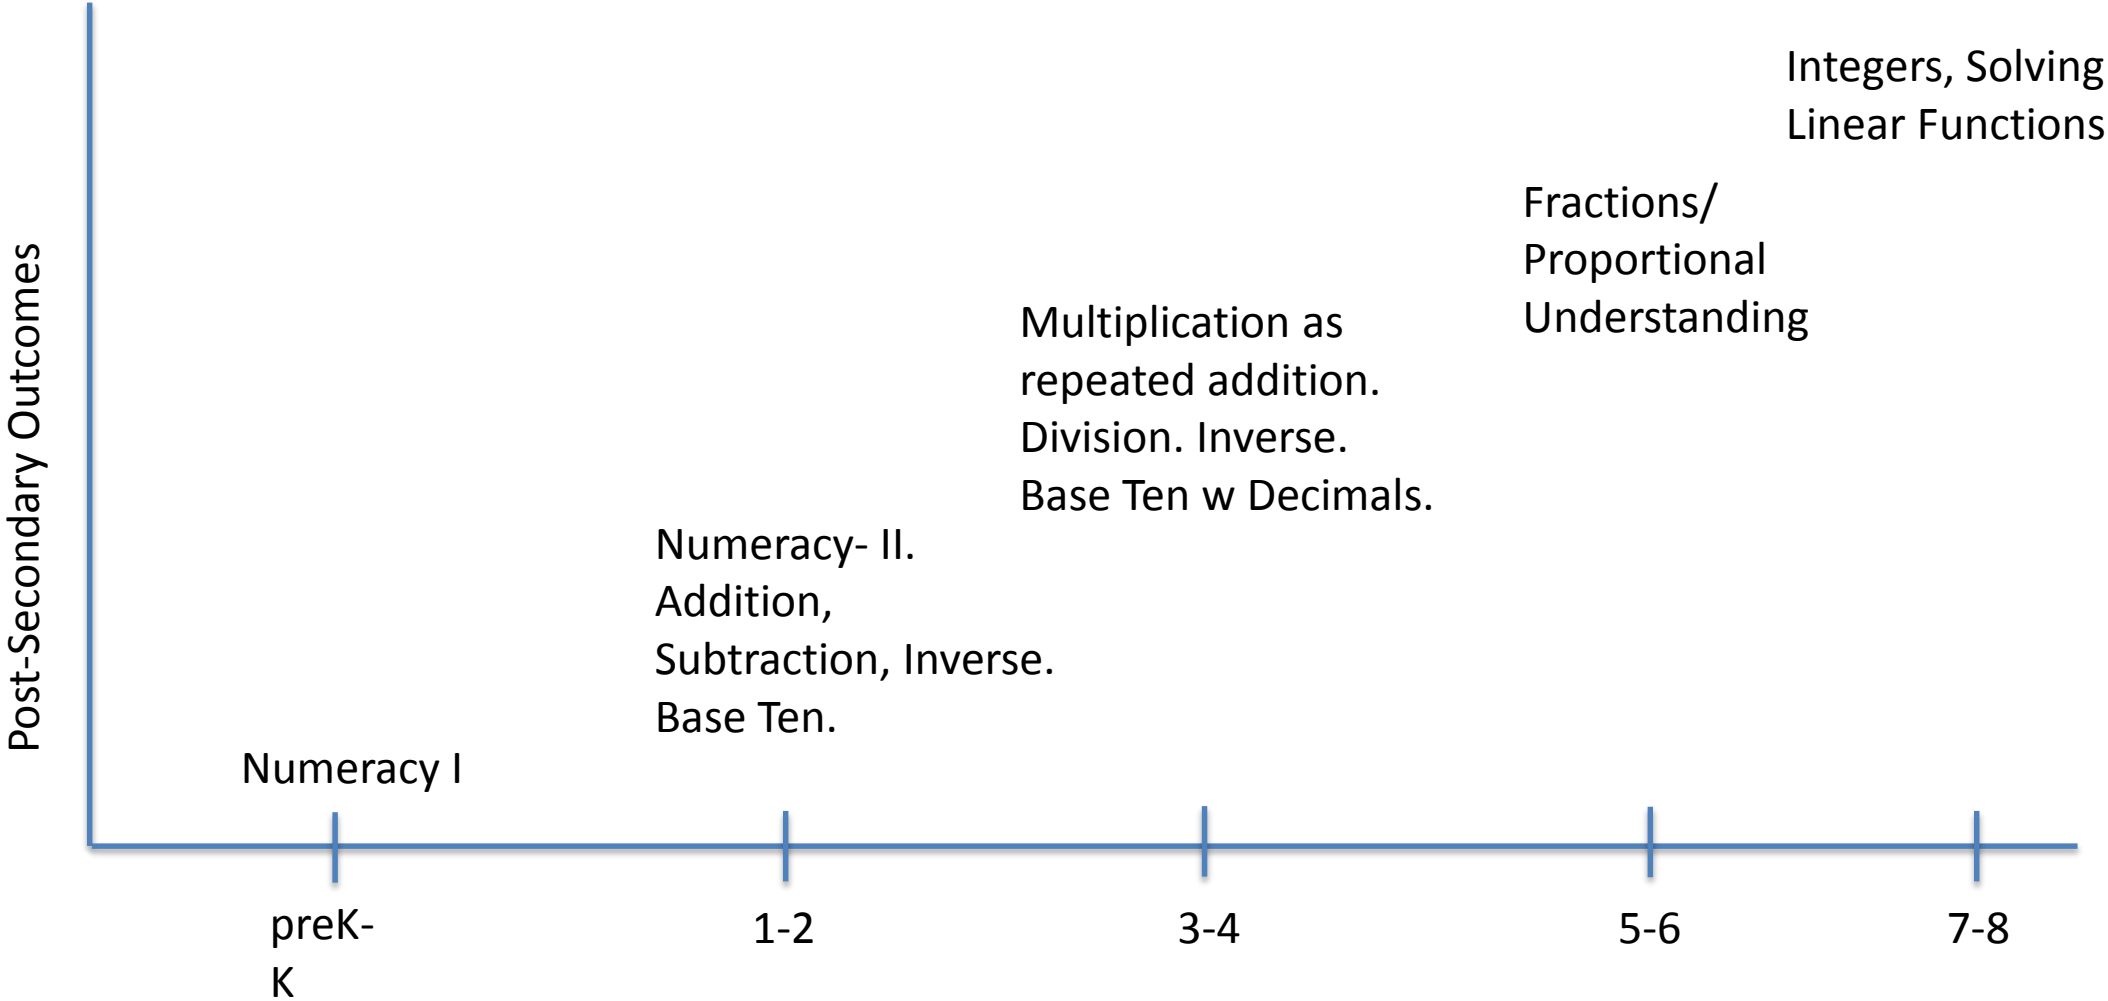 Integers, Solving
Linear Functions
Fractions/
Proportional
Understanding
Multiplication as
repeated addition.
Division. Inverse.
Base Ten w Decimals.
Numeracy- II.
Addition,
Subtraction, Inverse.
Base Ten.
Numeracy I
Post-Secondary Outcomes
preK-
K
1-2
3-4
5-6
7-8